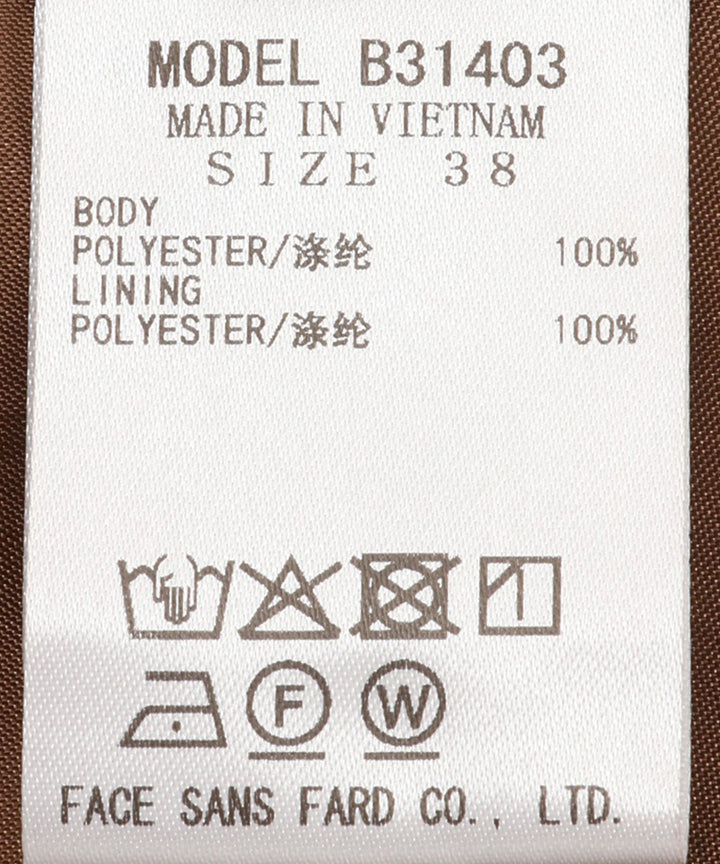 MODEL B31403
MADE IN VIETNAM
SIZE 38
BODY
POLYESTER/涤纶 100%
LINING
POLYESTER/涤纶 100%
F W
FACE SANS FARD CO., LTD.